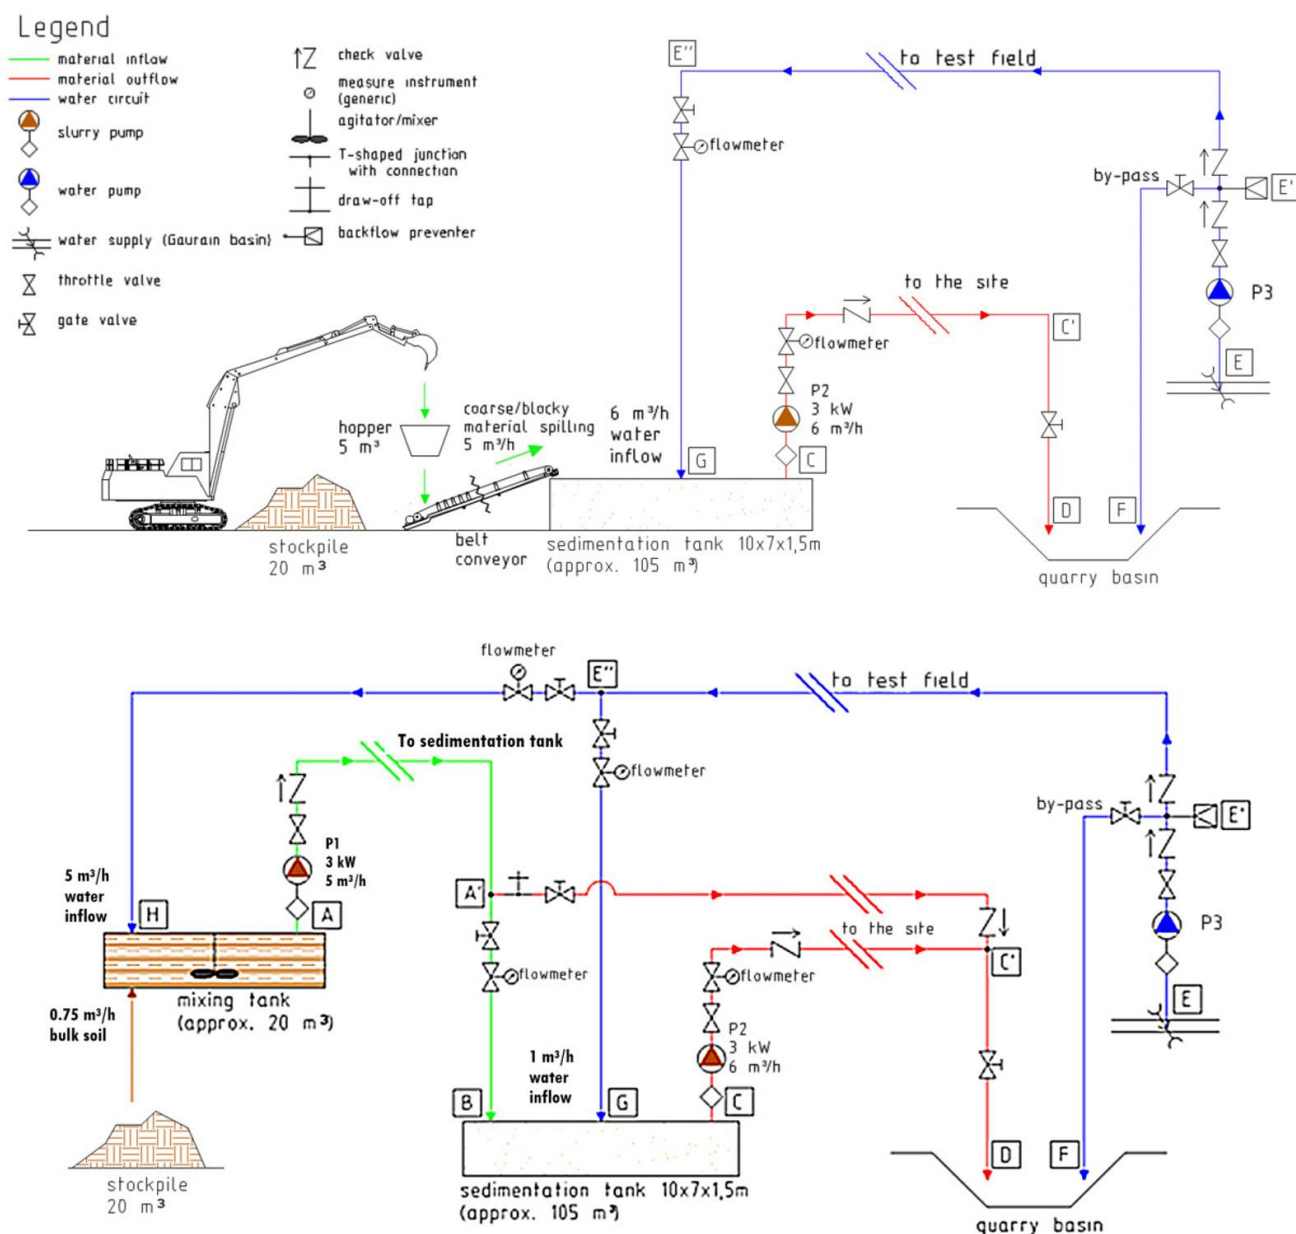 Legend
material inflow
material outflow
water circuit
slurry pump
water pump
water supply (Gaurain basin)
throttle valve
gate valve
check valve
measure instrument
(generic)
agitator/mixer
T-shaped junction
with connection
draw-off tap
backflow preventer
E''
to test field
flowmeter
by-pass
E'
P3
E
to the site
C'
flowmeter
P2
3 kW
6 m³/h
C
hopper
5 m³
coarse/blocky
material spilling
5 m³/h
6 m³/h
water
inflow
G
D
F
stockpile
20 m³
belt
conveyor
sedimentation tank 10x7x1,5m
(approx. 105 m³)
quarry basin
flowmeter
E''
to test field
To sedimentation tank
flowmeter
by-pass
E'
P1
3 kW
5 m³/h
5 m³/h
water
inflow
H
A
A'
P3
to the site
C'
flowmeter
flowmeter
E
mixing tank
(approx. 20 m³)
0.75 m³/h
bulk soil
P2
3 kW
6 m³/h
1 m³/h
water
inflow
B
G
C
D
F
stockpile
20 m³
sedimentation tank 10x7x1,5m
(approx. 105 m³)
quarry basin